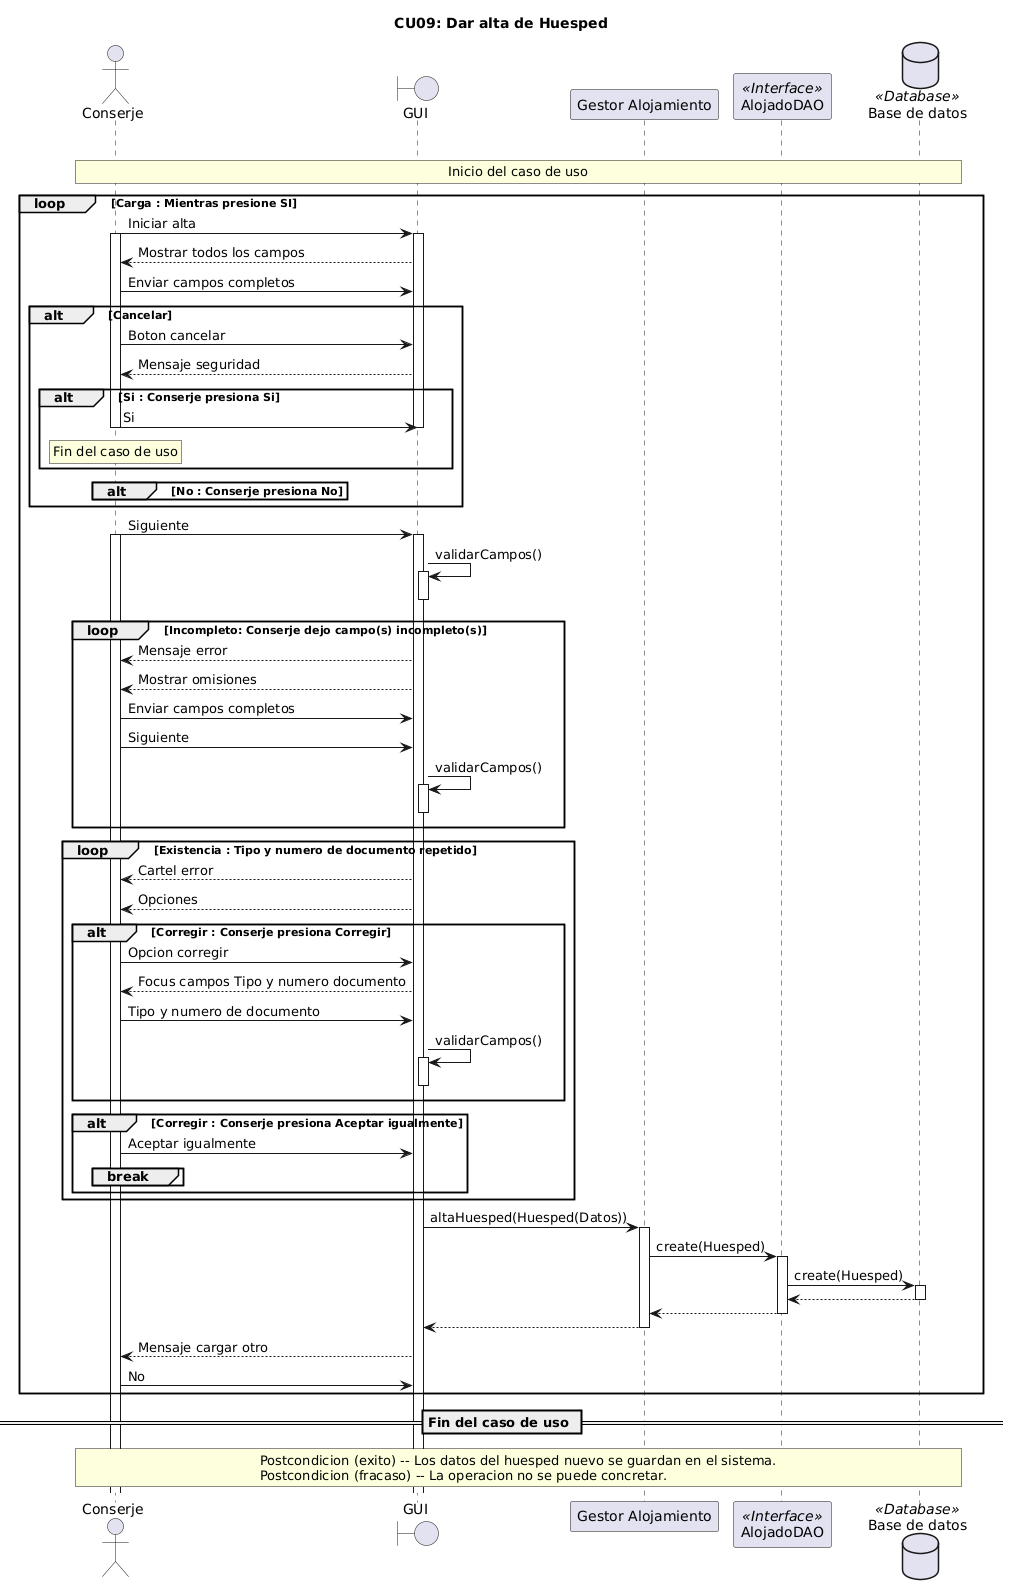 CU09: Dar alta de Huesped
Conserje
GUI
Gestor Alojamiento
«Interface»
AlojadoDAO
«Database»
Base de datos
Inicio del caso de uso
loop [Carga : Mientras presione SI]
Iniciar alta
Mostrar todos los campos
Enviar campos completos
alt [Cancelar]
Boton cancelar
Mensaje seguridad
alt [Si : Conserje presiona Si]
Si
Fin del caso de uso
alt [No : Conserje presiona No]
Siguiente
validarCampos()
loop [Incompleto: Conserje dejo campo(s) incompleto(s)]
Mensaje error
Mostrar omisiones
Enviar campos completos
Siguiente
validarCampos()
loop [Existencia : Tipo y numero de documento repetido]
Cartel error
Opciones
alt [Corregir : Conserje presiona Corregir]
Opcion corregir
Focus campos Tipo y numero documento
Tipo y numero de documento
validarCampos()
alt [Corregir : Conserje presiona Aceptar igualmente]
Aceptar igualmente
break
altaHuesped(Huesped(Datos))
create(Huesped)
create(Huesped)
Mensaje cargar otro
No
Fin del caso de uso
Postcondicion (exito) -- Los datos del huesped nuevo se guardan en el sistema.
Postcondicion (fracaso) -- La operacion no se puede concretar.
Conserje
GUI
Gestor Alojamiento
«Interface»
AlojadoDAO
«Database»
Base de datos